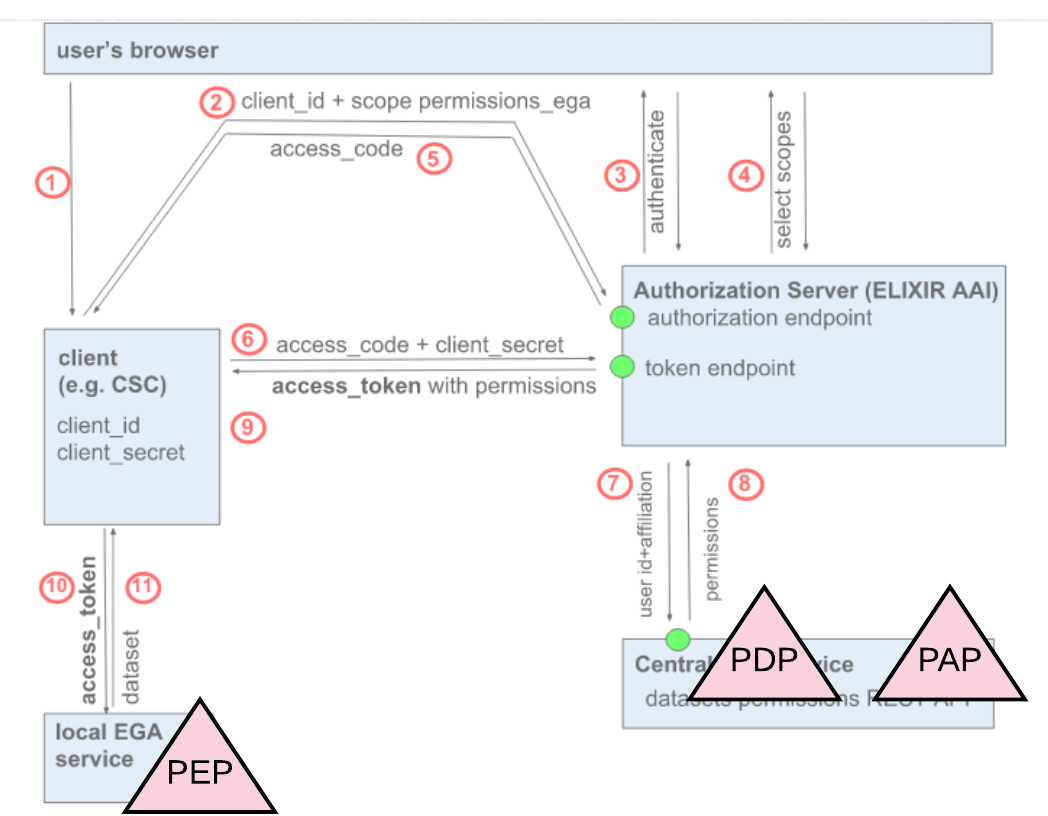 user's browser
2 client_id + scope permissions_ega
access_code 5
1
3 authenticate
4 select scopes
Authorization Server (ELIXIR AAI)
authorization endpoint
token endpoint
6 access_code + client_secret
access_token with permissions
client
(e.g. CSC)
client_id
client_secret
9
7 user id+affiliation
8 permissions
10 access_token
11 dataset
PDP
PAP
Central
datasets permissions REST API
local EGA
service
PEP